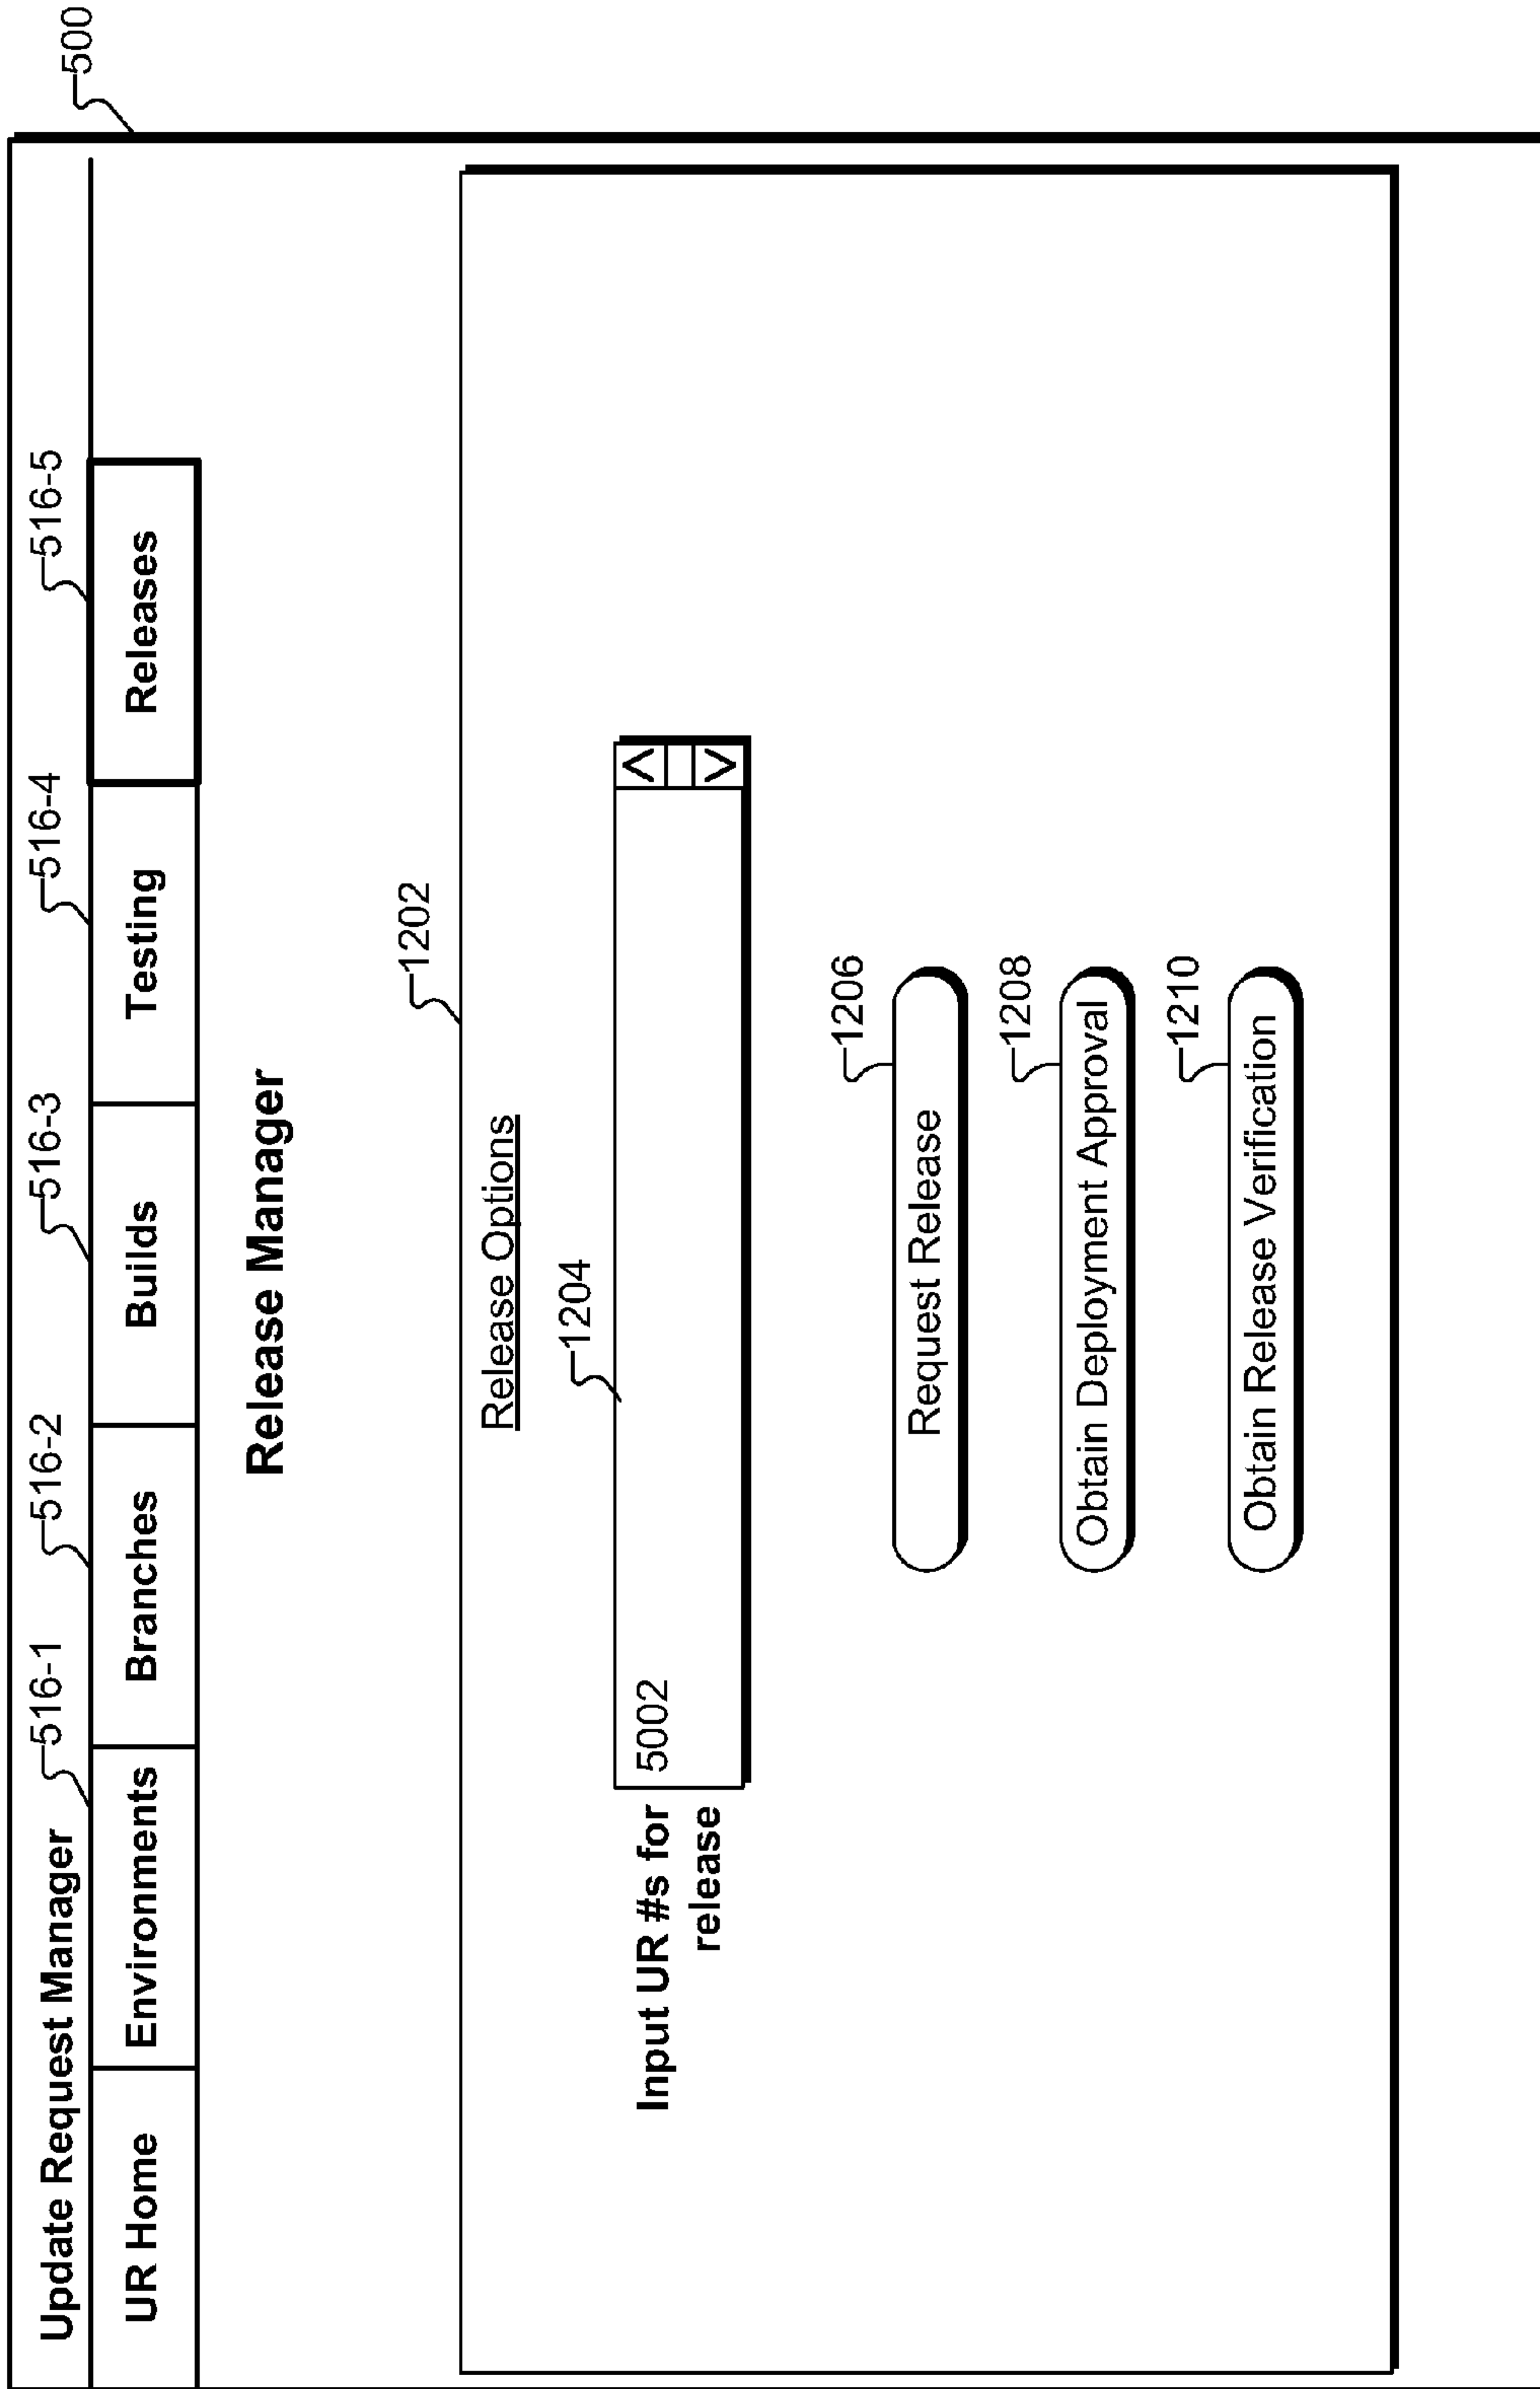 500
Update Request Manager
516-1
516-2
516-3
516-4
516-5
UR Home
Environments
Branches
Builds
Testing
Releases
Release Manager
1202
Release Options
1204
Input UR #s for
release
5002
<
>
1206
Request Release
1208
Obtain Deployment Approval
1210
Obtain Release Verification